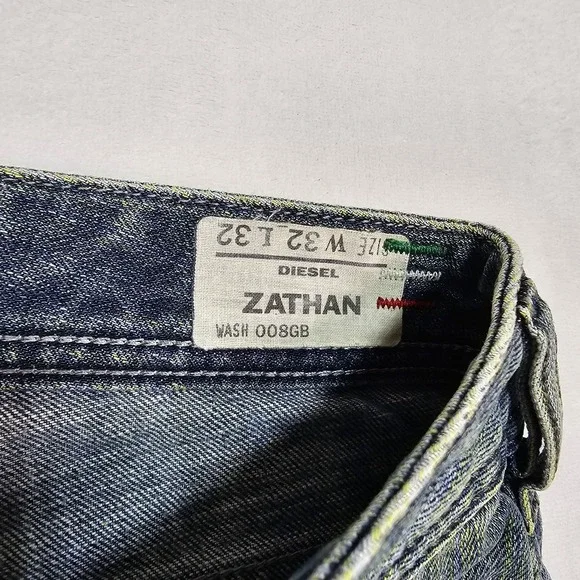 SIZE W 32 L 32
DIESEL
ZATHAN
WASH 008GB